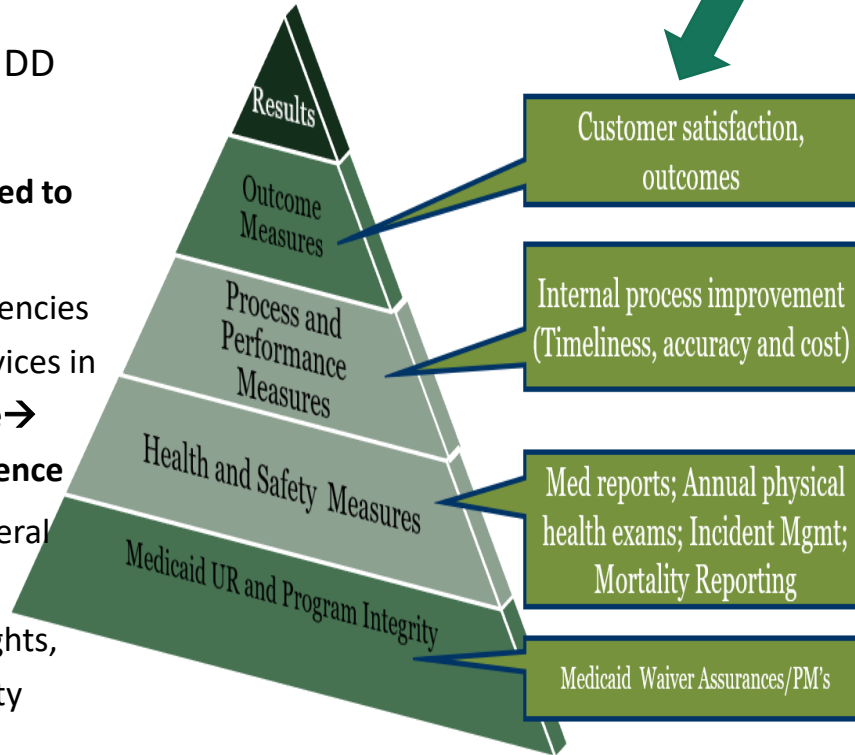 DD
ed to
encies
vices in
e→
ence
eral
ghts,
ty
Results
Outcome
Measures
Process and
Performance
Measures
Health and Safety Measures
Medicaid UR and Program Integrity
Customer satisfaction,
outcomes
Internal process improvement
(Timeliness, accuracy and cost)
Med reports; Annual physical
health exams; Incident Mgmt;
Mortality Reporting
Medicaid Waiver Assurances/PM's